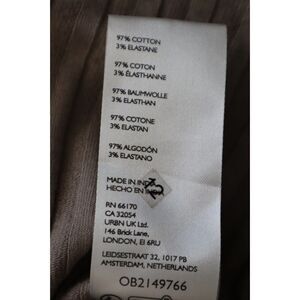 97% COTTON
3% ELASTANE
97% COTON
3% ÉLASTHANNE
97% BAUMWOLLE
3% ELASTHAN
97% COTONE
3% ELASTAN
97% ALGODÓN
3% ELASTANO
MADE IN
HECHO EN
RN 66170
CA 32054
URBN UK Ltd.
146 Brick Lane,
LONDON, E1 6RU
LEIDSESTRAAT 32, 1017 PB
AMSTERDAM, NETHERLANDS
OB2149766